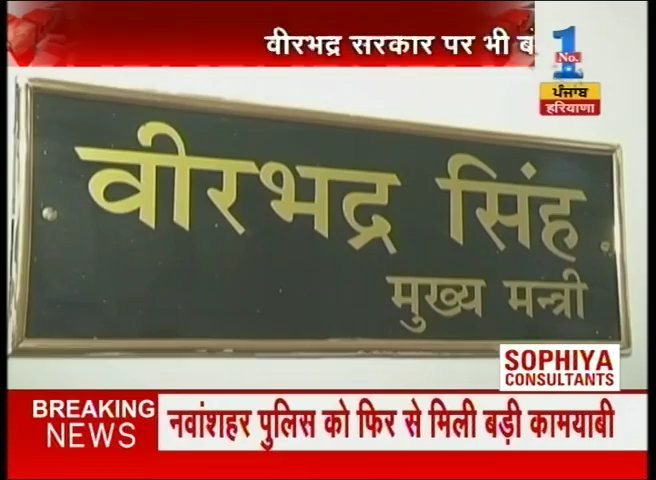 वीरभद्र सरकार पर भी
No.1
ਪੰਜਾਬ
हरियाणा
वीरभद्र सिंह
मुख्य मन्त्री
SOPHIYA
CONSULTANTS
BREAKING
NEWS
नवांशहर पुलिस को फिर से मिली बड़ी कामयाबी